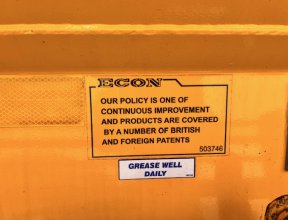 ECON
OUR POLICY IS ONE OF
CONTINUOUS IMPROVEMENT
AND PRODUCTS ARE COVERED
BY A NUMBER OF BRITISH
AND FOREIGN PATENTS
503746
GREASE WELL
DAILY